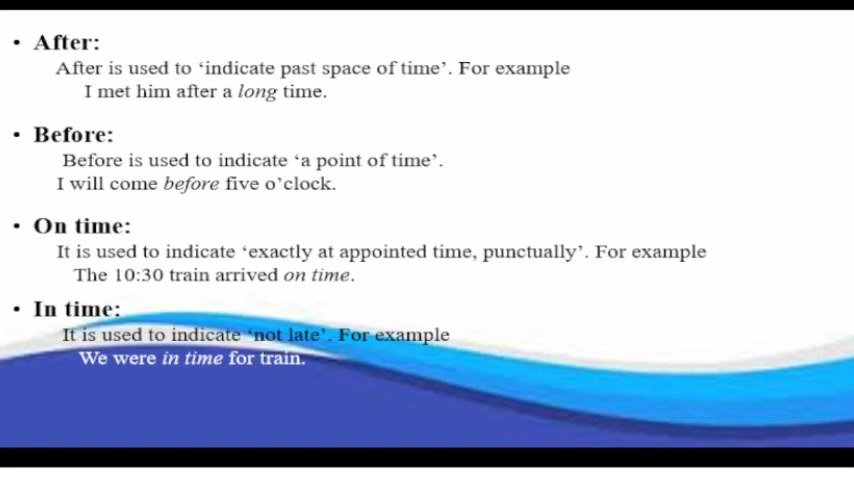 • After:
After is used to ‘indicate past space of time’. For example
I met him after a long time.
• Before:
Before is used to indicate ‘a point of time’.
I will come before five o’clock.
• On time:
It is used to indicate ‘exactly at appointed time, punctually’. For example
The 10:30 train arrived on time.
• In time:
It is used to indicate ‘not late’. For example
We were in time for train.